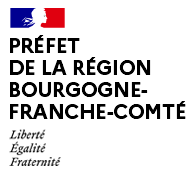 PRÉFET
DE LA RÉGION
BOURGOGNE-
FRANCHE-COMTÉ
Liberté
Égalité
Fraternité